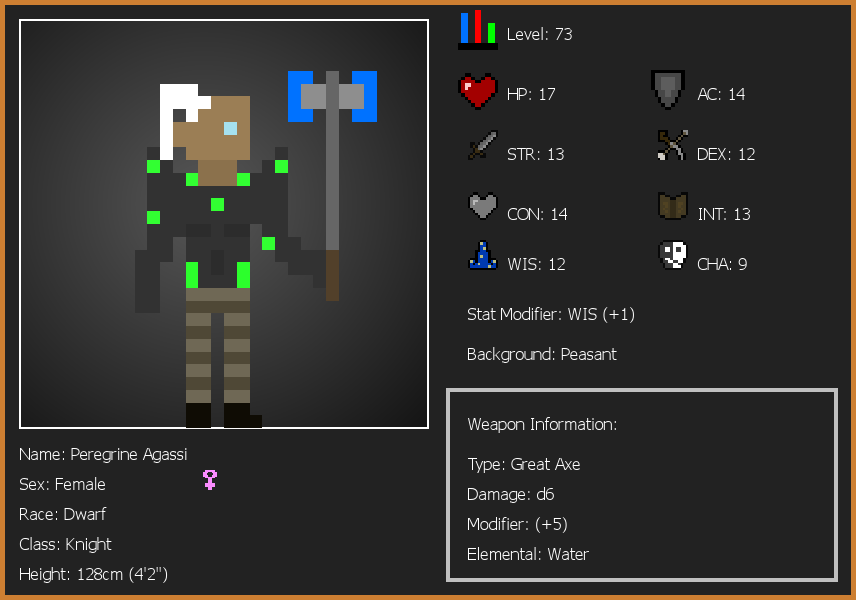 Level: 73
HP: 17
AC: 14
STR: 13
DEX: 12
CON: 14
INT: 13
WIS: 12
CHA: 9
Stat Modifier: WIS (+1)
Background: Peasant
Weapon Information:
Type: Great Axe
Damage: d6
Modifier: (+5)
Elemental: Water
Name: Peregrine Agassi
Sex: Female
Race: Dwarf
Class: Knight
Height: 128cm (4'2")